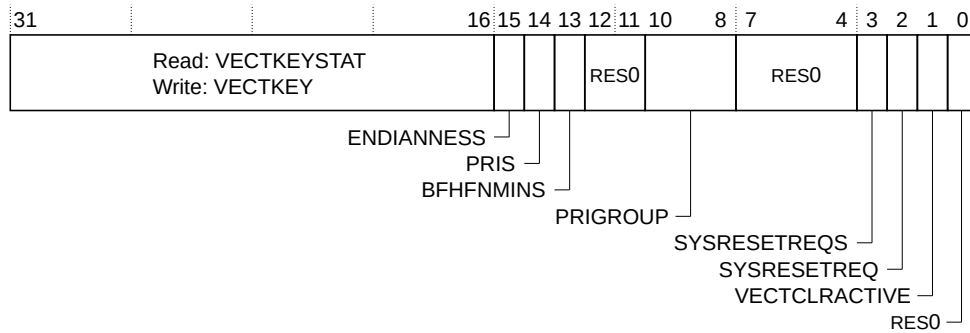 31 16 15 14 13 12 11 10 8 7 4 3 2 1 0
Read: VECTKEYSTAT
Write: VECTKEY
RES0 RES0
ENDIANNESS
PRIS
BFHFNMINS
PRIGROUP
SYSRESETREQS
SYSRESETREQ
VECTCLRACTIVE
RES0